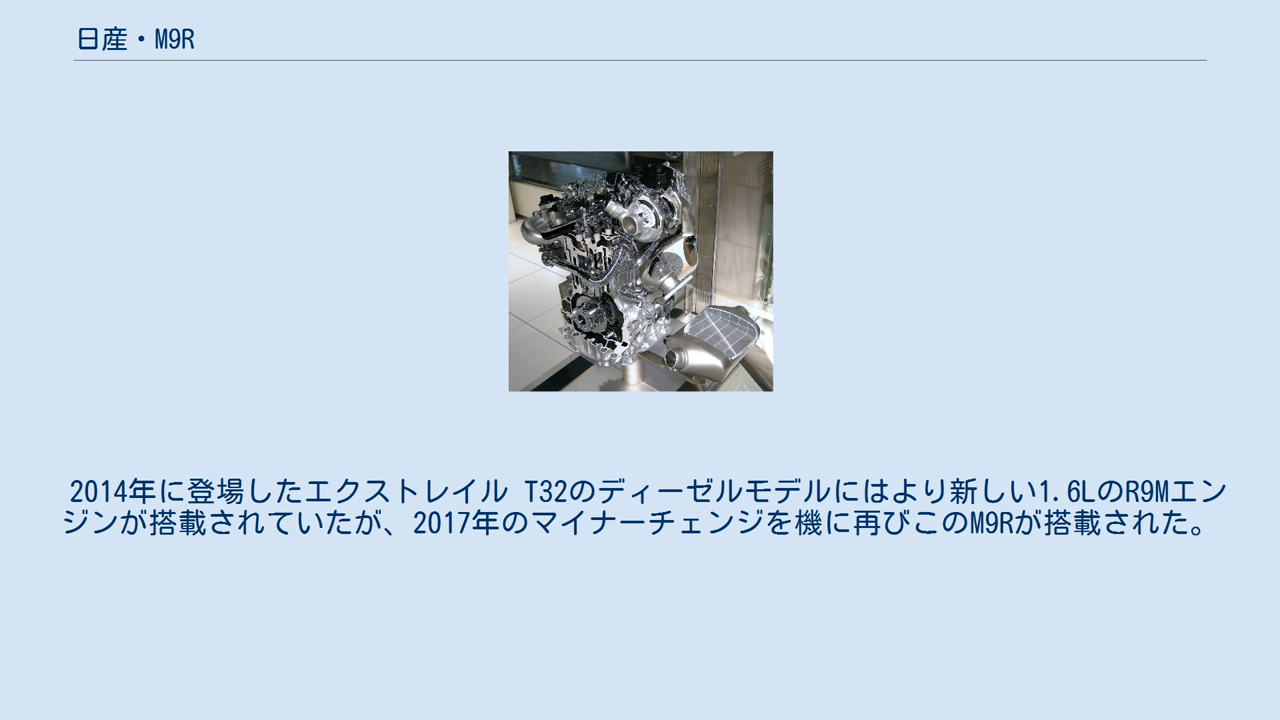 日産・M9R
2014年に登場したエクストレイル T32のディーゼルモデルにはより新しい1.6LのR9Mエン
ジンが搭載されていたが、2017年のマイナーチェンジを機に再びこのM9Rが搭載された。